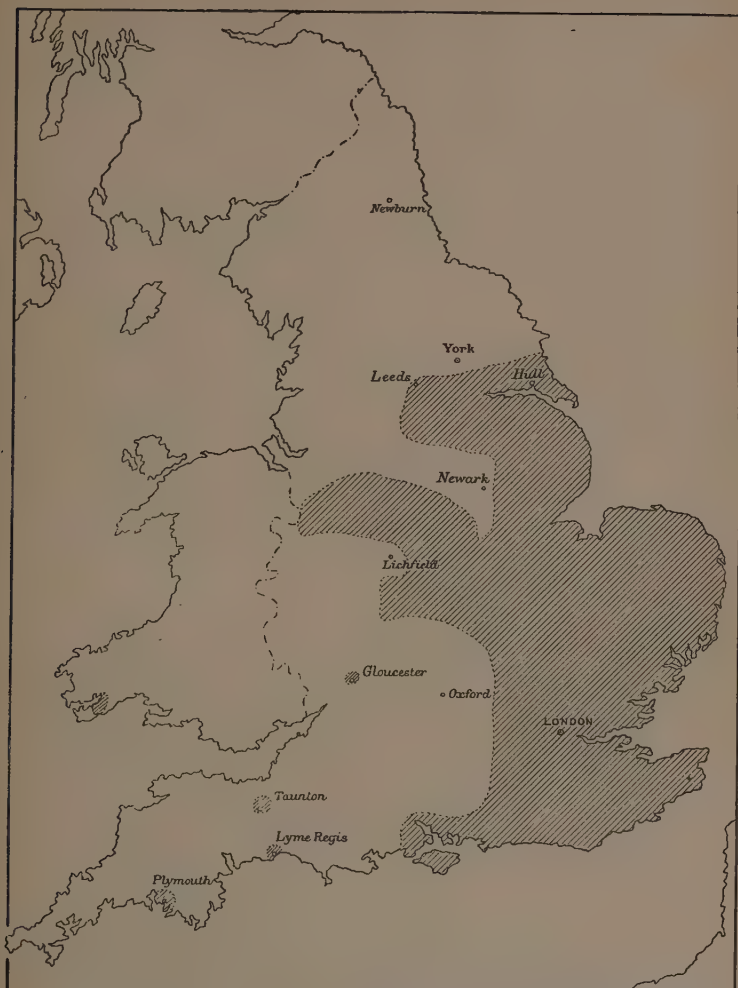 Newburn
York
Leeds
Hull
Newark
Lichfield
Gloucester
Oxford
LONDON
Taunton
Lyme Regis
Plymouth